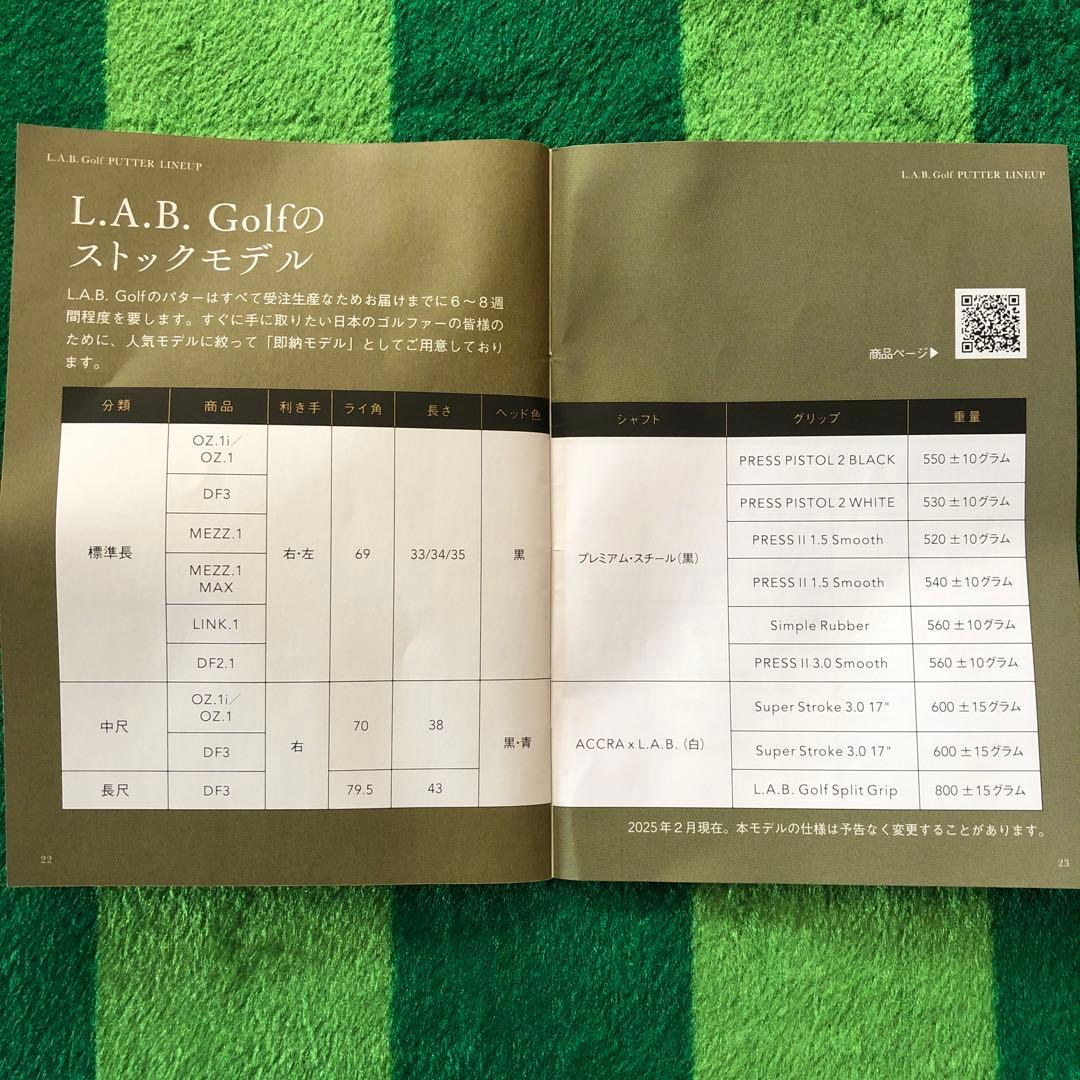 L.A.B. Golf PUTTER LINEUP
L.A.B. Golfの
ストックモデル
L.A.B. Golfのパターはすべて受注生産なためお届けまでに6〜8週
間程度を要します。すぐに手に取りたい日本のゴルファーの皆様の
ために、人気モデルに絞って「即納モデル」としてご用意しており
ます。
分類 商品 利き手 ライ角 長さ ヘッド色
標準長 右・左 69 33/34/35 黒
OZ.1i/
OZ.1
DF3
MEZZ.1
MEZZ.1
MAX
LINK.1
DF2.1
中尺 70 38
OZ.1i/
OZ.1
DF3
右 黒・青
長尺 DF3 79.5 43
22
L.A.B. Golf PUTTER LINEUP
商品ページ▶
シャフト グリップ 重量
プレミアム・スチール(黒)
PRESS PISTOL 2 BLACK 550 ±10グラム
PRESS PISTOL 2 WHITE 530 ±10グラム
PRESS II 1.5 Smooth 520 ±10グラム
PRESS II 1.5 Smooth 540 ±10グラム
Simple Rubber 560 ±10グラム
PRESS II 3.0 Smooth 560 ±10グラム
ACCRA x L.A.B. (白)
Super Stroke 3.0 17" 600 ±15グラム
Super Stroke 3.0 17" 600 ±15グラム
L.A.B. Golf Split Grip 800 ±15グラム
2025年2月現在。本モデルの仕様は予告なく変更することがあります。
23